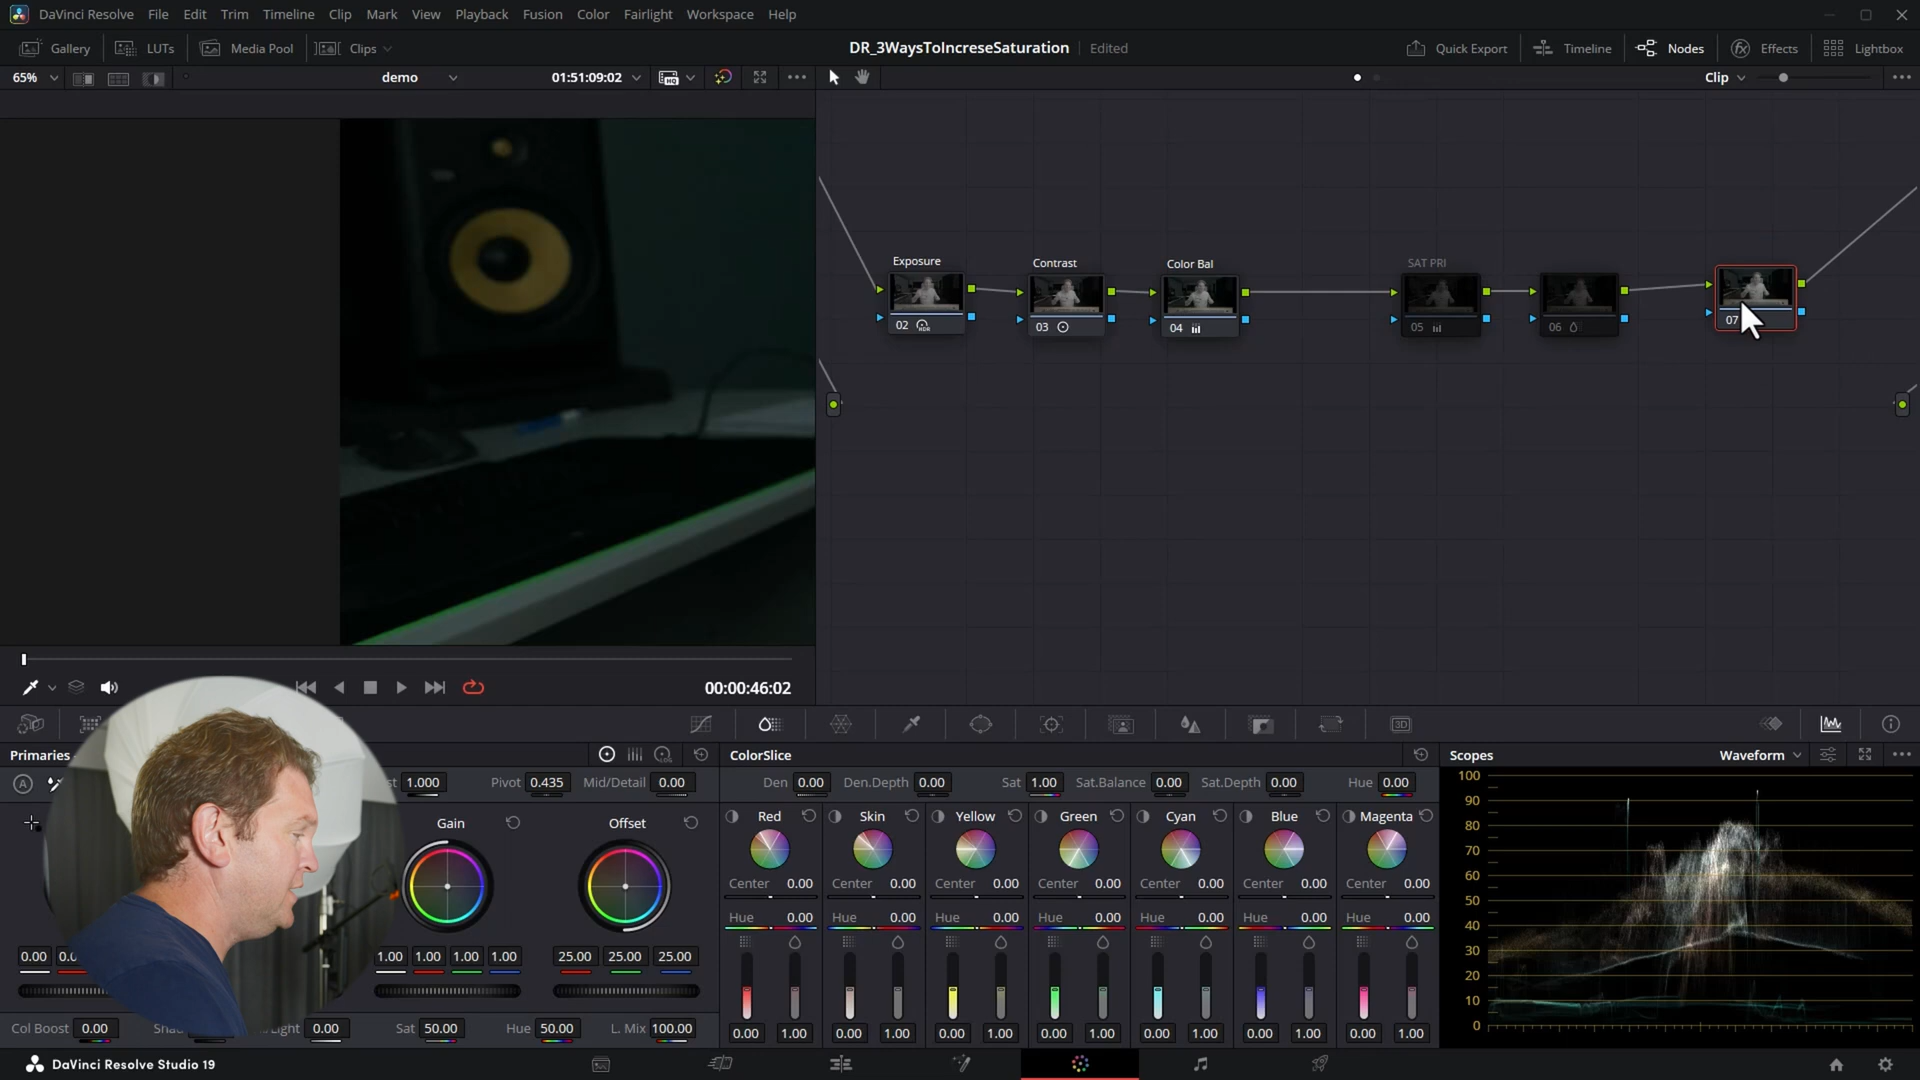 DaVinci Resolve File Edit Trim Timeline Clip Mark View Playback Fusion Color Fairlight Workspace Help
Gallery LUTs Media Pool Clips DR_3WaysToIncreseSaturation Edited Quick Export Timeline Nodes Effects Lightbox
65% demo 01:51:09:02 HQ Clip
Exposure Contrast Color Bal SAT PRI
02 HDR 03 04 05 06 07
00:00:46:02
3D
Primaries ColorSlice Scopes Waveform
A 1.000 Pivot 0.435 Mid/Detail 0.00 Den 0.00 Den.Depth 0.00 Sat 1.00 Sat.Balance 0.00 Sat.Depth 0.00 Hue 0.00
Gain Offset Red Skin Yellow Green Cyan Blue Magenta
Center 0.00 Center 0.00 Center 0.00 Center 0.00 Center 0.00 Center 0.00 Center 0.00
Hue 0.00 Hue 0.00 Hue 0.00 Hue 0.00 Hue 0.00 Hue 0.00 Hue 0.00
0.00 1.00 1.00 1.00 1.00 25.00 25.00 25.00
Col Boost 0.00 Light 0.00 Sat 50.00 Hue 50.00 L. Mix 100.00
0.00 1.00 0.00 1.00 0.00 1.00 0.00 1.00 0.00 1.00 0.00 1.00 0.00 1.00
100
90
80
70
60
50
40
30
20
10
0
DaVinci Resolve Studio 19